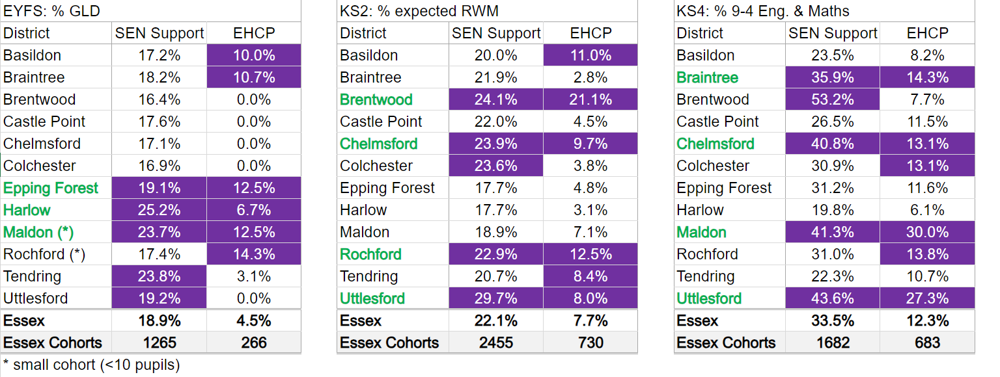 EYFS: % GLD
District SEN Support EHCP
Basildon 17.2% 10.0%
Braintree 18.2% 10.7%
Brentwood 16.4% 0.0%
Castle Point 17.6% 0.0%
Chelmsford 17.1% 0.0%
Colchester 16.9% 0.0%
Epping Forest 19.1% 12.5%
Harlow 25.2% 6.7%
Maldon (*) 23.7% 12.5%
Rochford (*) 17.4% 14.3%
Tendring 23.8% 3.1%
Uttlesford 19.2% 0.0%
Essex 18.9% 4.5%
Essex Cohorts 1265 266
* small cohort (<10 pupils)
KS2: % expected RWM
District SEN Support EHCP
Basildon 20.0% 11.0%
Braintree 21.9% 2.8%
Brentwood 24.1% 21.1%
Castle Point 22.0% 4.5%
Chelmsford 23.9% 9.7%
Colchester 23.6% 3.8%
Epping Forest 17.7% 4.8%
Harlow 17.7% 3.1%
Maldon 18.9% 7.1%
Rochford 22.9% 12.5%
Tendring 20.7% 8.4%
Uttlesford 29.7% 8.0%
Essex 22.1% 7.7%
Essex Cohorts 2455 730
KS4: % 9-4 Eng. & Maths
District SEN Support EHCP
Basildon 23.5% 8.2%
Braintree 35.9% 14.3%
Brentwood 53.2% 7.7%
Castle Point 26.5% 11.5%
Chelmsford 40.8% 13.1%
Colchester 30.9% 13.1%
Epping Forest 31.2% 11.6%
Harlow 19.8% 6.1%
Maldon 41.3% 30.0%
Rochford 31.0% 13.8%
Tendring 22.3% 10.7%
Uttlesford 43.6% 27.3%
Essex 33.5% 12.3%
Essex Cohorts 1682 683